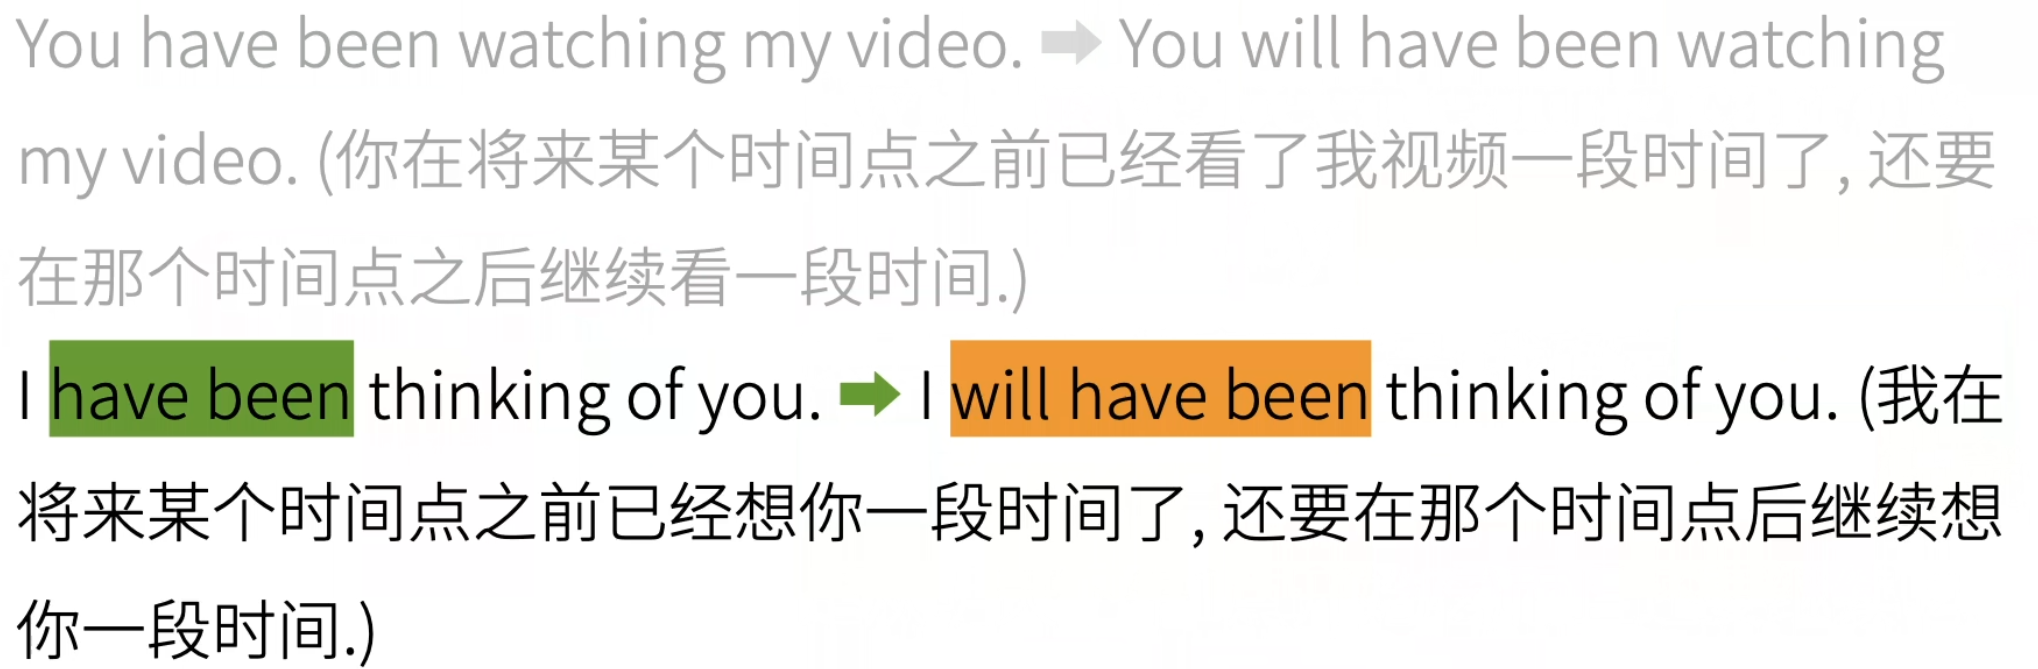 You have been watching my video. ➡ You will have been watching
my video. (你在将来某个时间点之前已经看了我视频一段时间了, 还要
在那个时间点之后继续看一段时间.)
I have been thinking of you. ➡ I will have been thinking of you. (我在
将来某个时间点之前已经想你一段时间了, 还要在那个时间点后继续想
你一段时间.)